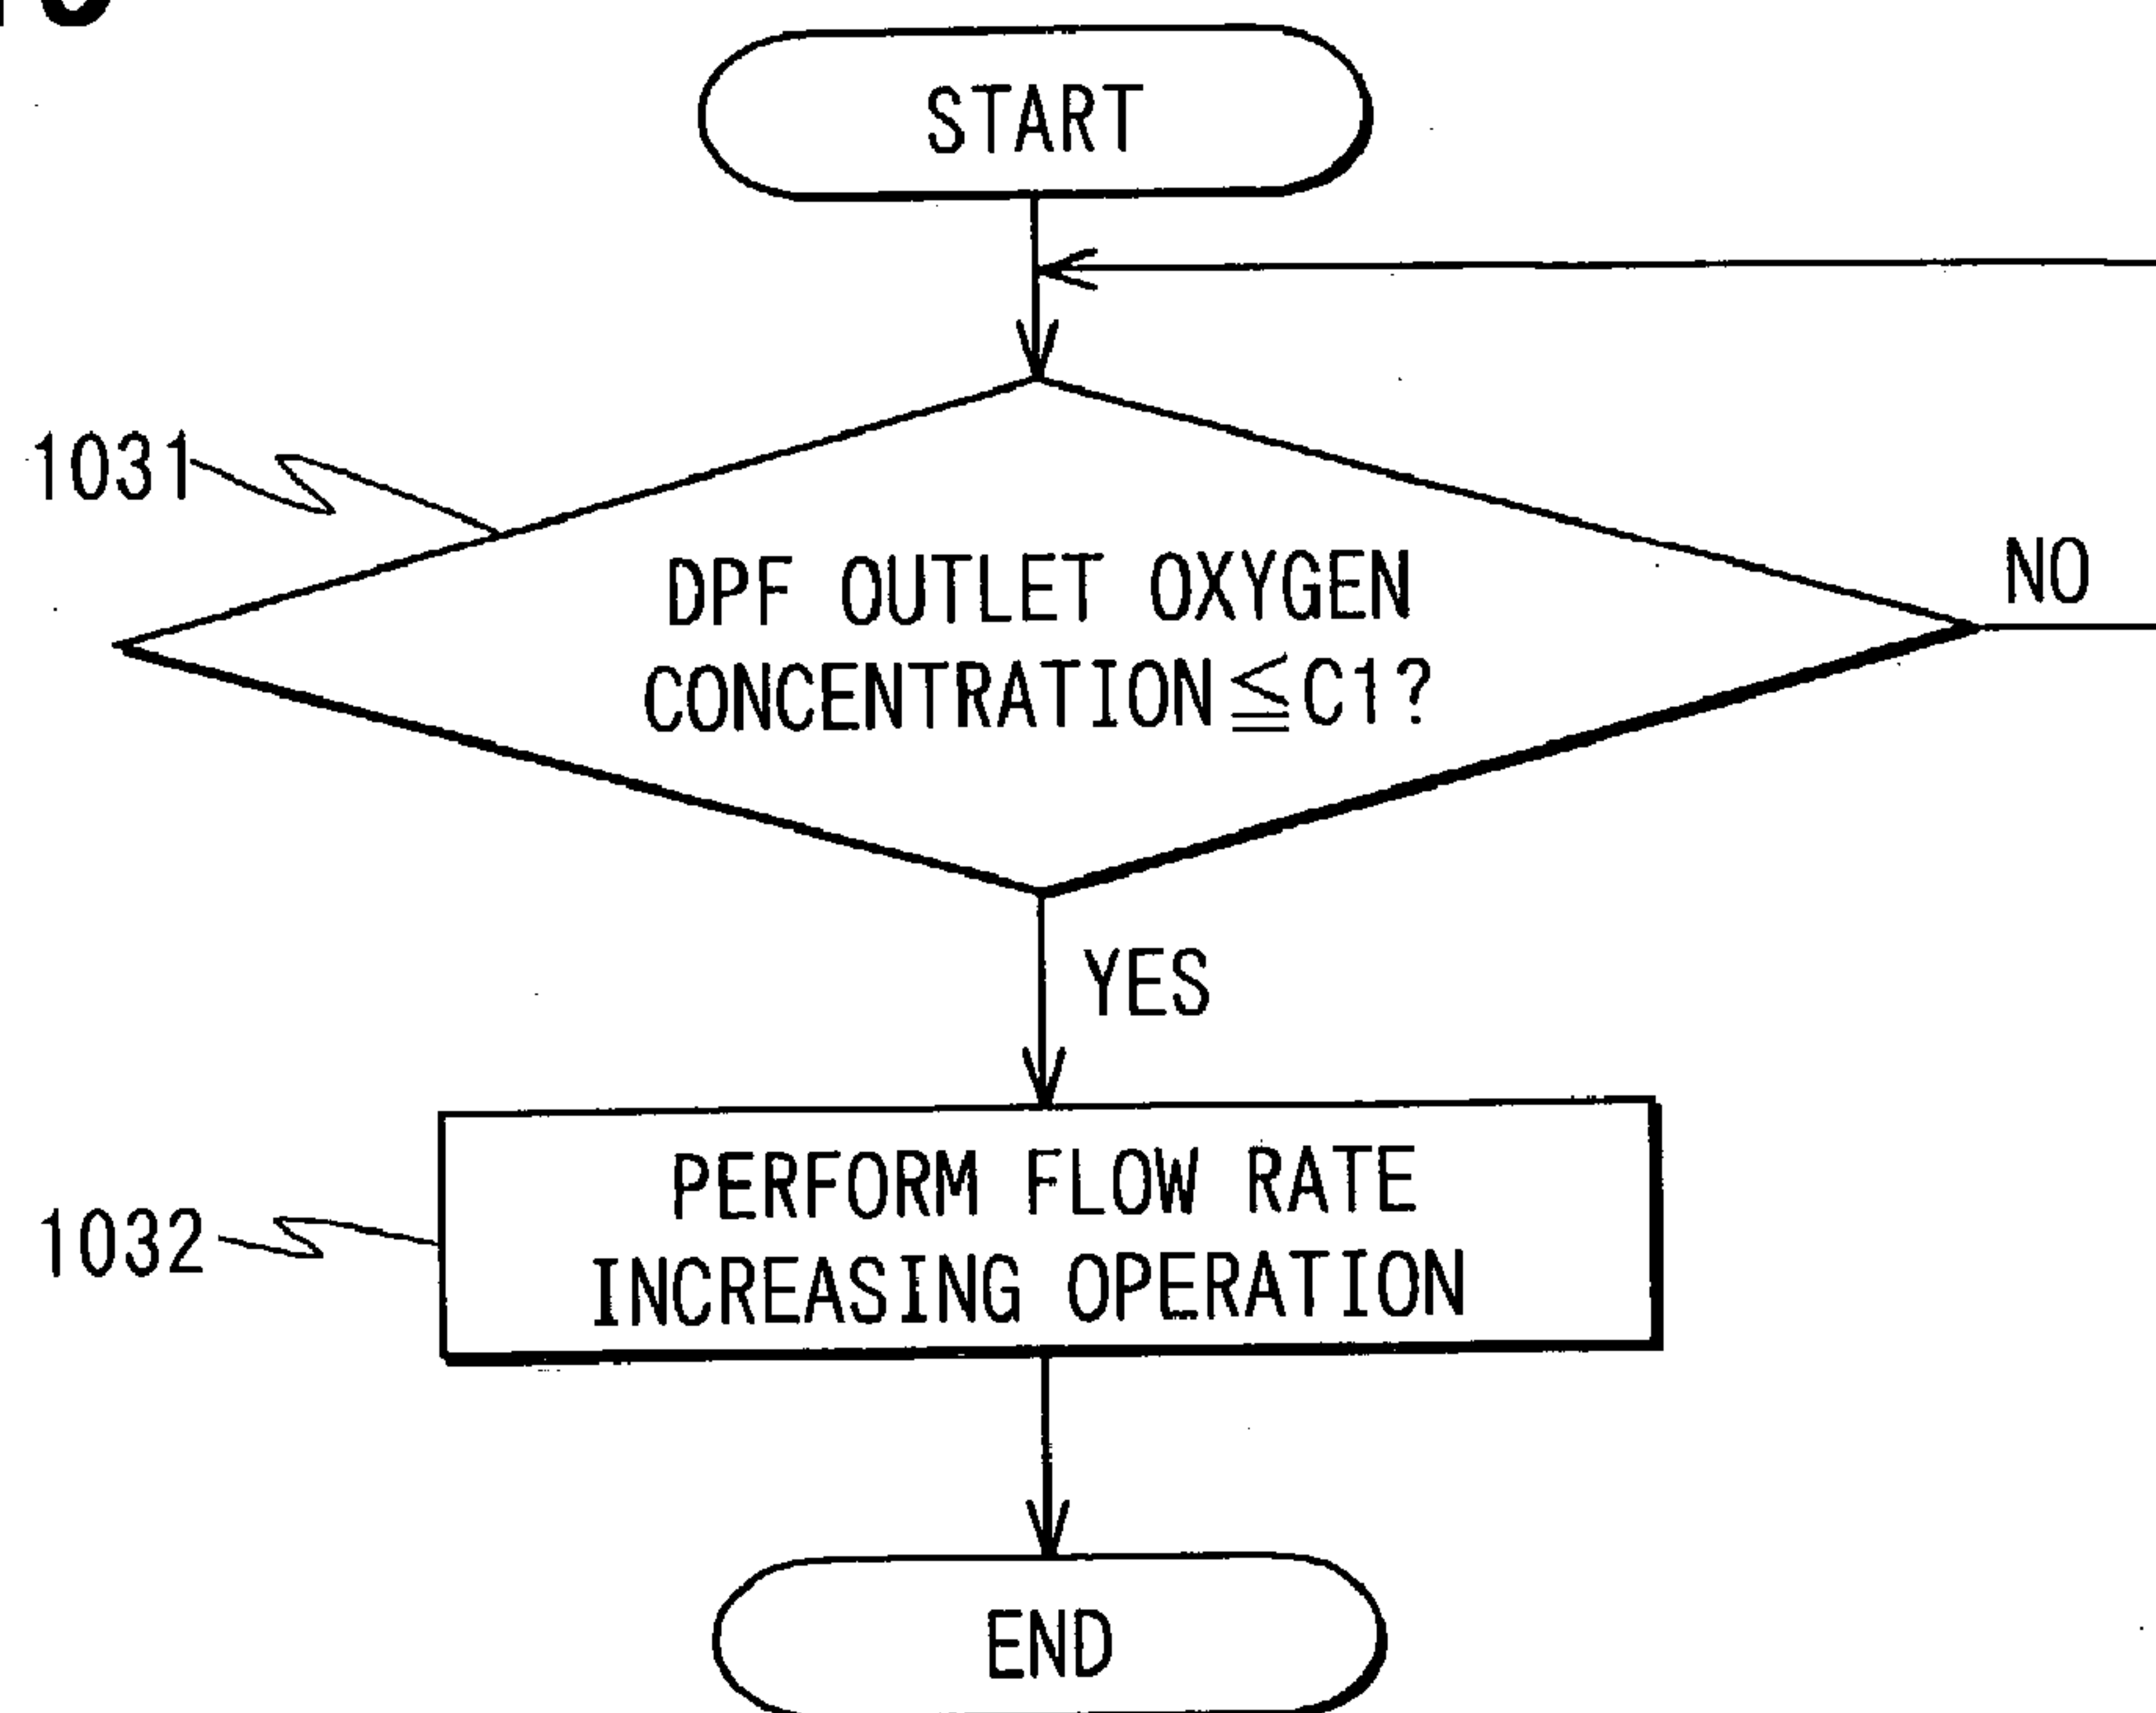 START
1031
DPF OUTLET OXYGEN
CONCENTRATION≦C1?
NO
YES
PERFORM FLOW RATE
INCREASING OPERATION
1032
END